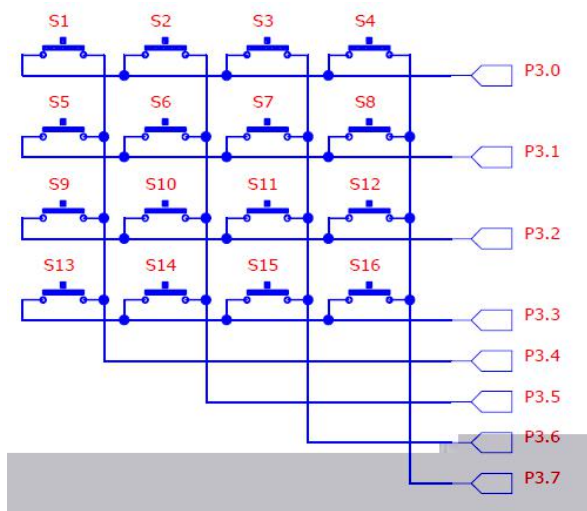 S1 S2 S3 S4
P3.0
S5 S6 S7 S8
P3.1
S9 S10 S11 S12
P3.2
S13 S14 S15 S16
P3.3
P3.4
P3.5
P3.6
P3.7